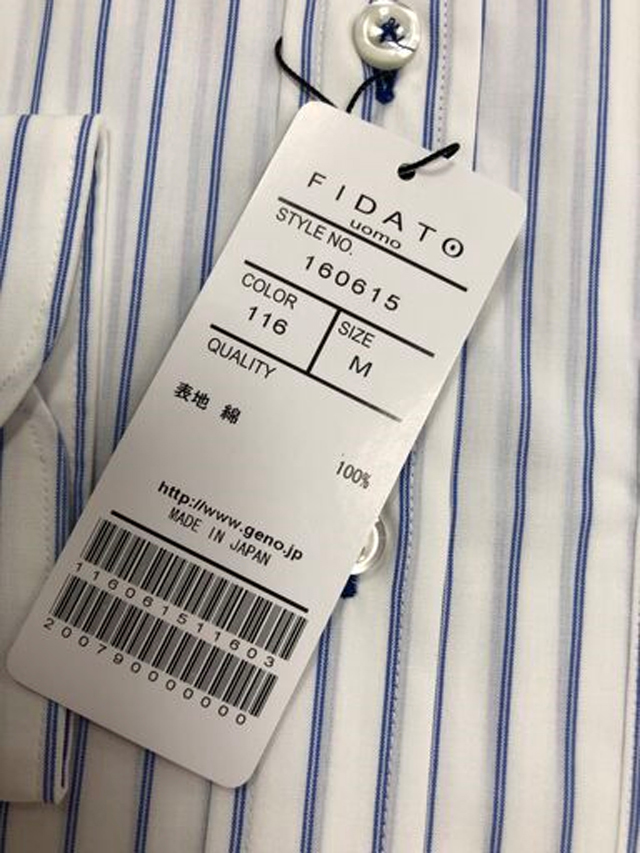 FIDATO
uomo
STYLE NO.
160615
COLOR
116
SIZE
M
QUALITY
表地 綿
100%
http://www.geno.jp
MADE IN JAPAN
116061511603
200790000000